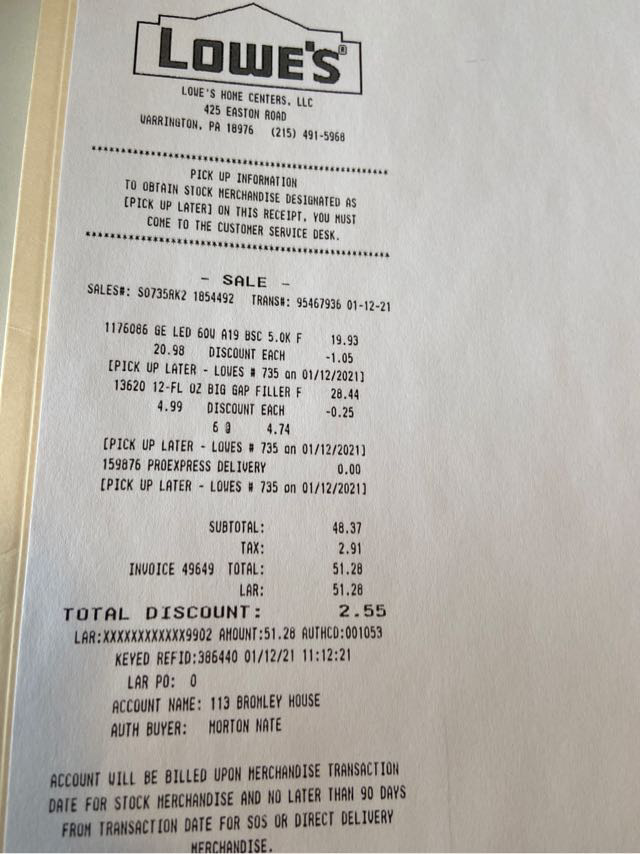 LOWE'S®
LOWE'S HOME CENTERS, LLC
425 EASTON ROAD
WARRINGTON, PA 18976 (215) 491-5968
****************************************************
PICK UP INFORMATION
TO OBTAIN STOCK MERCHANDISE DESIGNATED AS
[PICK UP LATER] ON THIS RECEIPT, YOU MUST
COME TO THE CUSTOMER SERVICE DESK.
****************************************************
- SALE -
SALES#: S0735RK2 1854492 TRANS#: 95467936 01-12-21
1176086 GE LED 60W A19 BSC 5.0K F 19.93
20.98 DISCOUNT EACH -1.05
[PICK UP LATER - LOWES # 735 on 01/12/2021]
13620 12-FL OZ BIG GAP FILLER F 28.44
4.99 DISCOUNT EACH -0.25
6 @ 4.74
[PICK UP LATER - LOWES # 735 on 01/12/2021]
159876 PROEXPRESS DELIVERY 0.00
[PICK UP LATER - LOWES # 735 on 01/12/2021]
SUBTOTAL: 48.37
TAX: 2.91
INVOICE 49649 TOTAL: 51.28
LAR: 51.28
TOTAL DISCOUNT: 2.55
LAR:XXXXXXXXXXXX9902 AMOUNT:51.28 AUTHCD:001053
KEYED REFID:386440 01/12/21 11:12:21
LAR PO: 0
ACCOUNT NAME: 113 BROMLEY HOUSE
AUTH BUYER: MORTON NATE
ACCOUNT WILL BE BILLED UPON MERCHANDISE TRANSACTION
DATE FOR STOCK MERCHANDISE AND NO LATER THAN 90 DAYS
FROM TRANSACTION DATE FOR SOS OR DIRECT DELIVERY
MERCHANDISE.